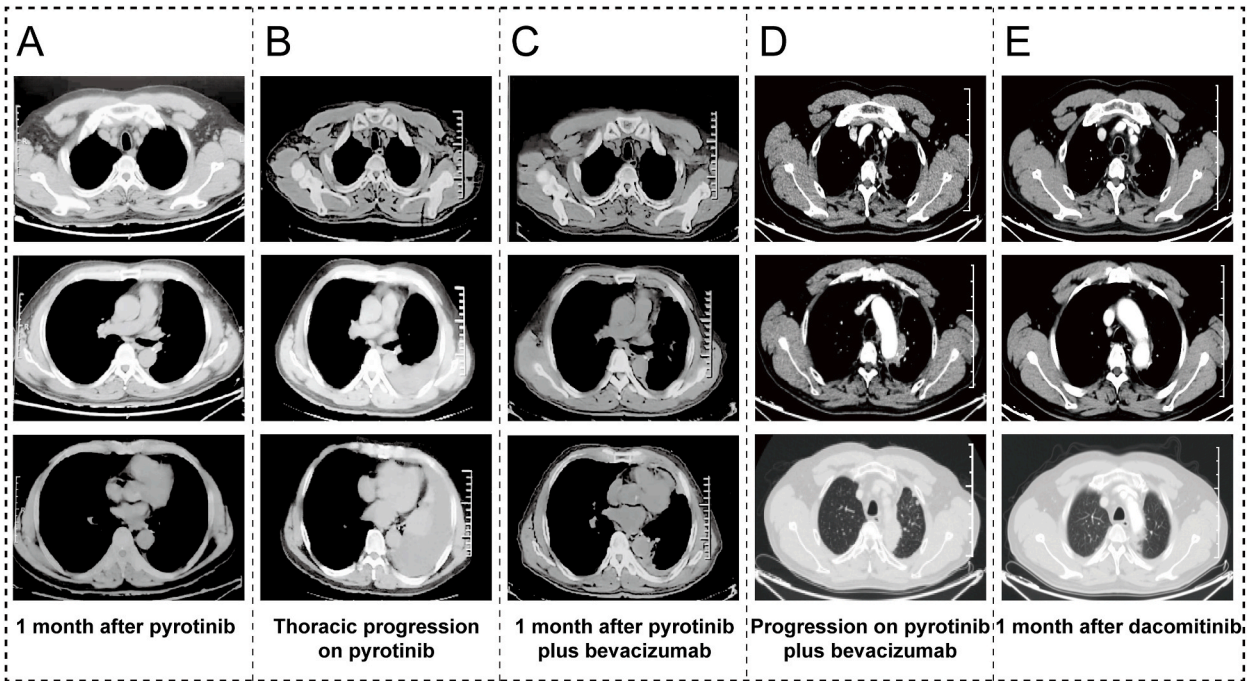 A
B
C
D
E
1 month after pyrotinib
Thoracic progression
on pyrotinib
1 month after pyrotinib
plus bevacizumab
Progression on pyrotinib
plus bevacizumab
1 month after dacomitinib